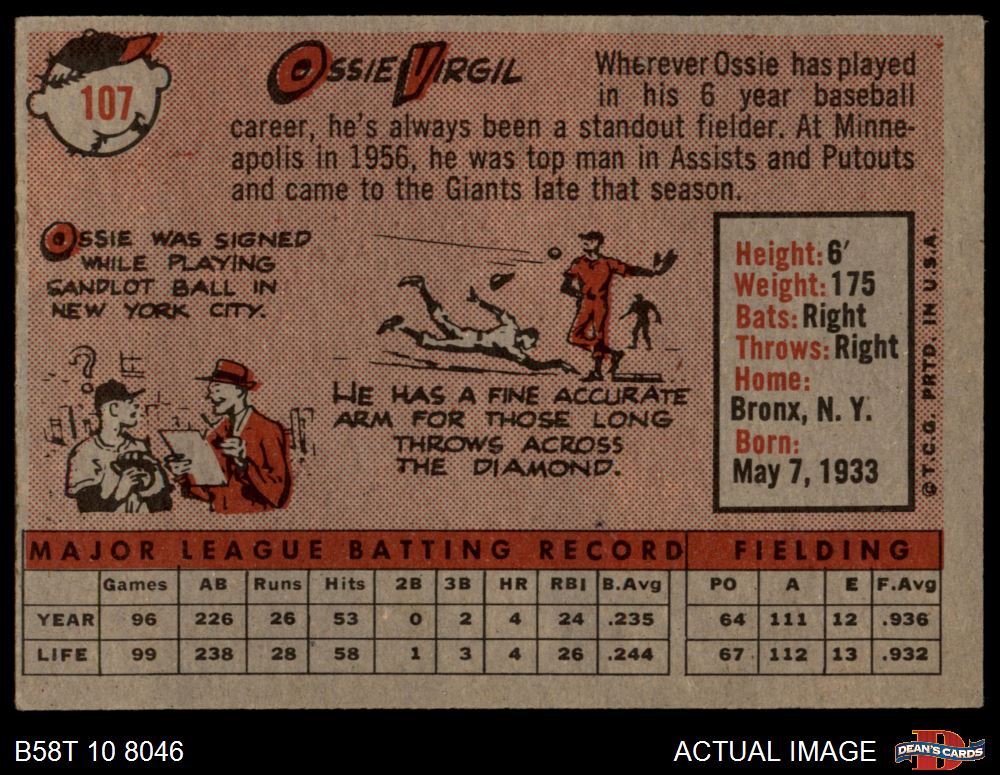 107
OSSIE VIRGIL
Wherever Ossie has played
in his 6 year baseball
career, he's always been a standout fielder. At Minne-
apolis in 1956, he was top man in Assists and Putouts
and came to the Giants late that season.
OSSIE WAS SIGNED
WHILE PLAYING
SANDLOT BALL IN
NEW YORK CITY.
?
HE HAS A FINE ACCURATE
ARM FOR THOSE LONG
THROWS ACROSS
THE DIAMOND.
Height: 6'
Weight: 175
Bats: Right
Throws: Right
Home:
Bronx, N. Y.
Born:
May 7, 1933
© T. C. G. PRTD. IN U. S. A.
MAJOR LEAGUE BATTING RECORD FIELDING
Games AB Runs Hits 2B 3B HR RBI B.Avg PO A E F.Avg
YEAR 96 226 26 53 0 2 4 24 .235 64 111 12 .936
LIFE 99 238 28 58 1 3 4 26 .244 67 112 13 .932
B58T 10 8046
ACTUAL IMAGE
DEAN'S CARDS